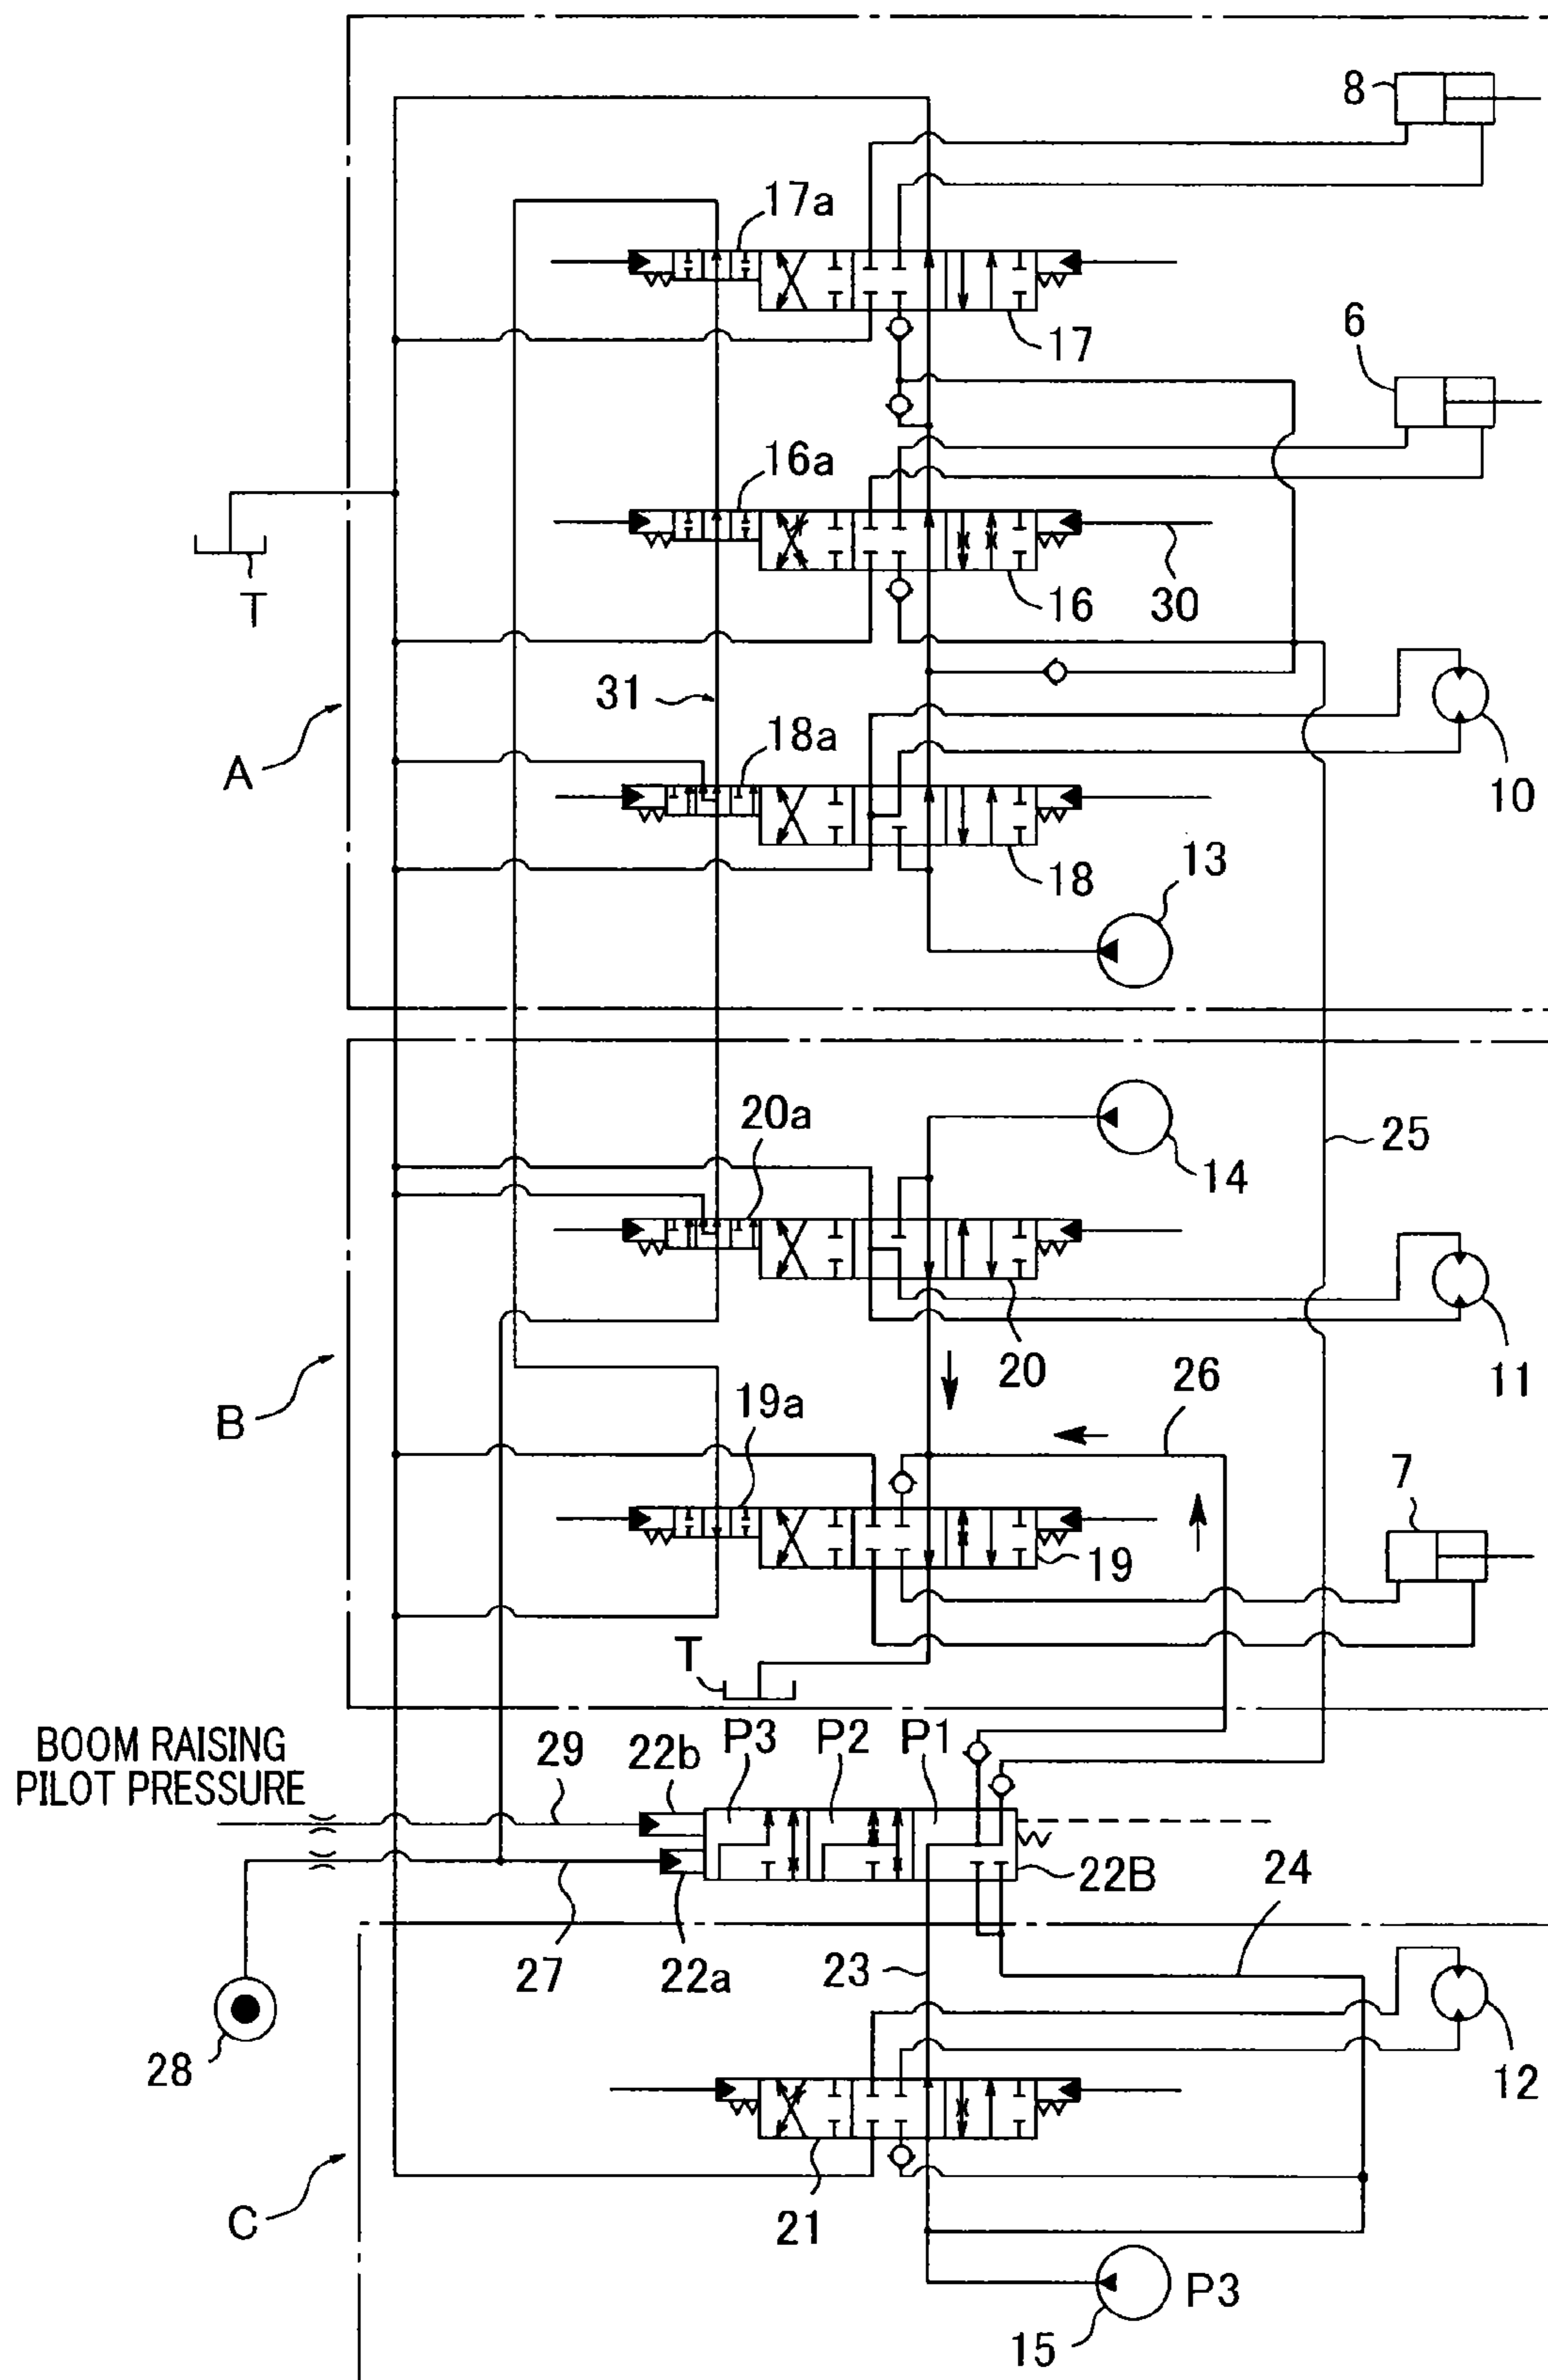 8
17a
17
6
16a
16
30
T
31
A
18a
10
18
13
20a
14
25
20
11
26
19a
B
7
19
T
BOOM RAISING
PILOT PRESSURE
29
22b
P3
P2
P1
22B
24
27
22a
23
28
12
21
C
P3
15